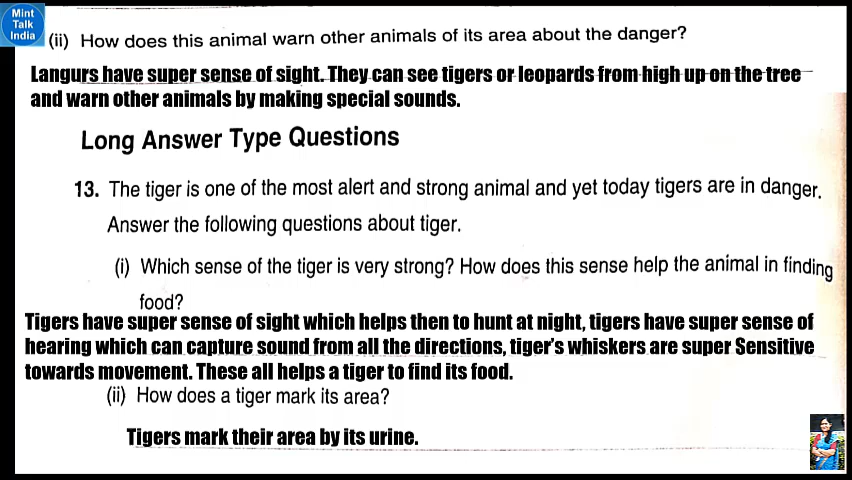 Mint
Talk
India
(ii) How does this animal warn other animals of its area about the danger?
Langurs have super sense of sight. They can see tigers or leopards from high up on the tree
and warn other animals by making special sounds.
Long Answer Type Questions
13. The tiger is one of the most alert and strong animal and yet today tigers are in danger.
Answer the following questions about tiger.
(i) Which sense of the tiger is very strong? How does this sense help the animal in finding
food?
Tigers have super sense of sight which helps then to hunt at night, tigers have super sense of
hearing which can capture sound from all the directions, tiger's whiskers are super Sensitive
towards movement. These all helps a tiger to find its food.
(ii) How does a tiger mark its area?
Tigers mark their area by its urine.